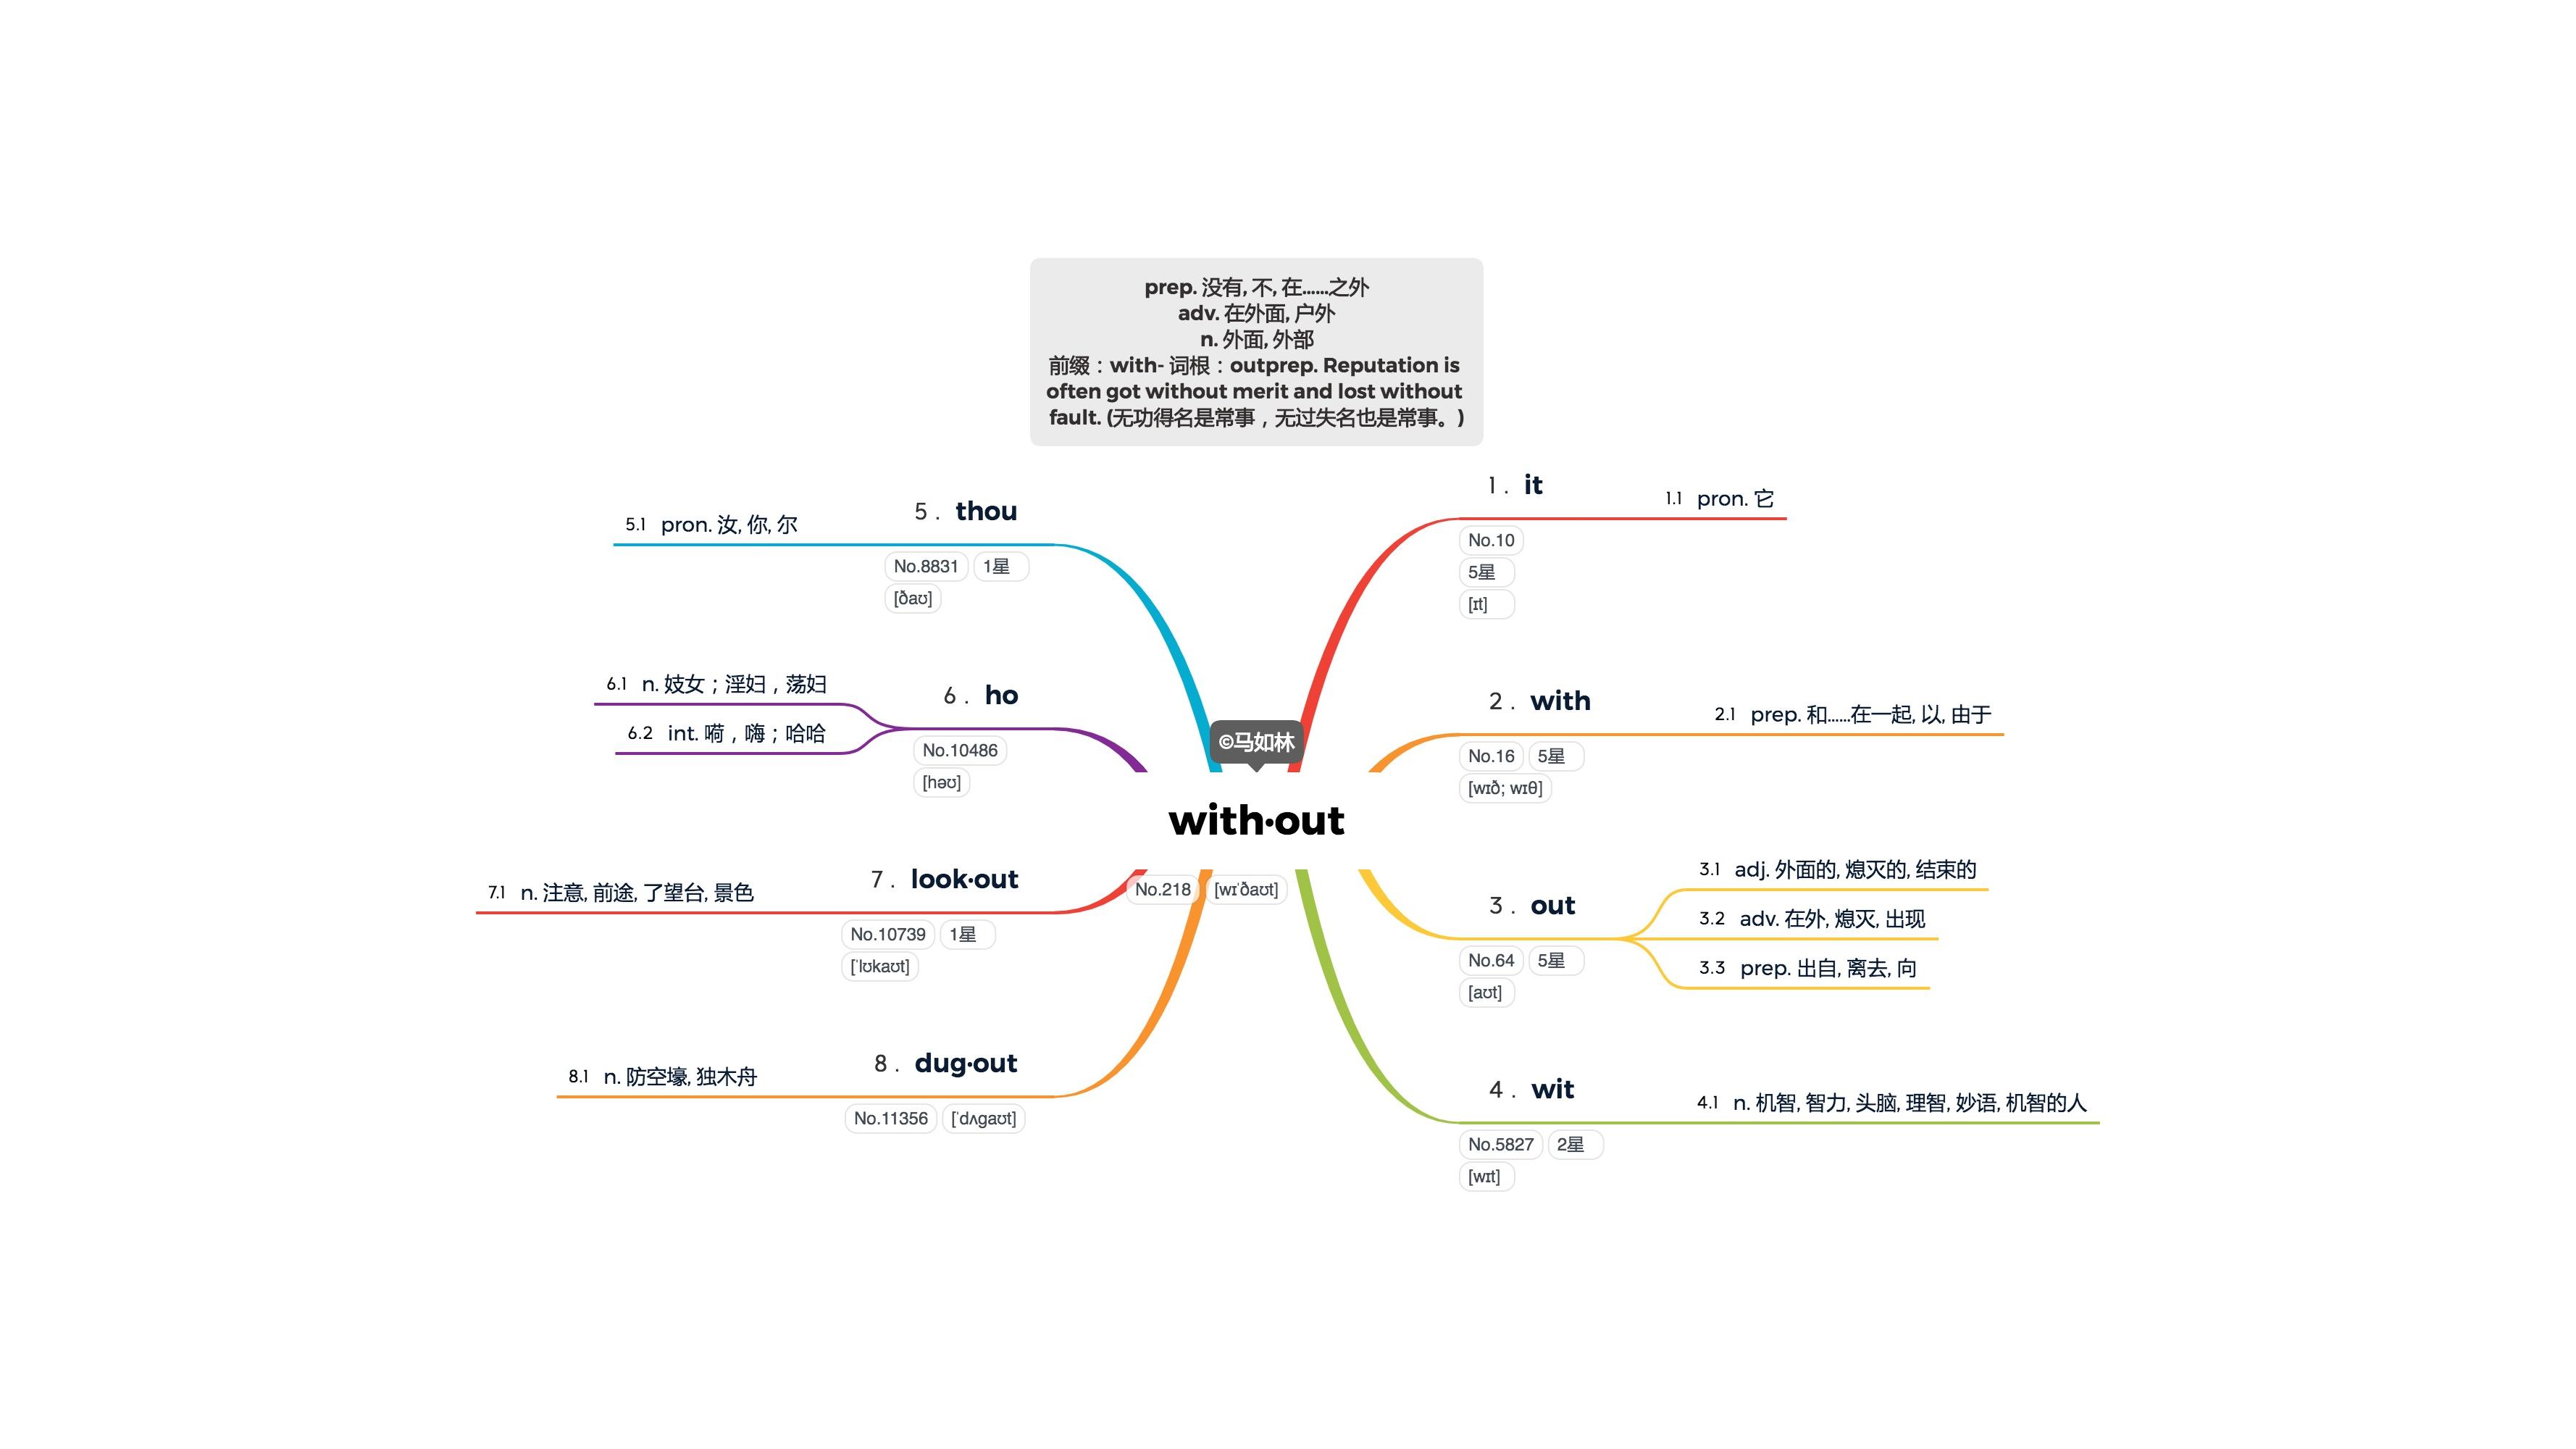 prep. 没有, 不, 在……之外
adv. 在外面, 户外
n. 外面, 外部
前缀：with- 词根：outprep. Reputation is
often got without merit and lost without
fault. (无功得名是常事，无过失名也是常事。)
©马如林
with·out
No.218 [wɪˈðaʊt]
1 . it
No.10
5星
[ɪt]
1.1 pron. 它
2 . with
No.16 5星
[wɪð; wɪθ]
2.1 prep. 和……在一起, 以, 由于
3 . out
No.64 5星
[aʊt]
3.1 adj. 外面的, 熄灭的, 结束的
3.2 adv. 在外, 熄灭, 出现
3.3 prep. 出自, 离去, 向
4 . wit
No.5827 2星
[wɪt]
4.1 n. 机智, 智力, 头脑, 理智, 妙语, 机智的人
5 . thou
No.8831 1星
[ðaʊ]
5.1 pron. 汝, 你, 尔
6 . ho
No.10486
[həʊ]
6.1 n. 妓女；淫妇，荡妇
6.2 int. 嗬，嗨；哈哈
7 . look·out
No.10739 1星
[ˈlʊkaʊt]
7.1 n. 注意, 前途, 了望台, 景色
8 . dug·out
No.11356 [ˈdʌgaʊt]
8.1 n. 防空壕, 独木舟